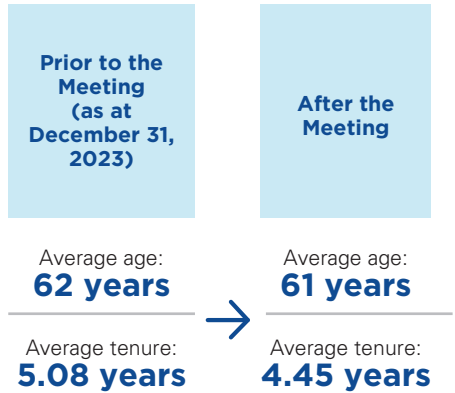 Prior to the
Meeting
(as at
December 31,
2023)
After the
Meeting
Average age:
62 years
Average tenure:
5.08 years
Average age:
61 years
Average tenure:
4.45 years